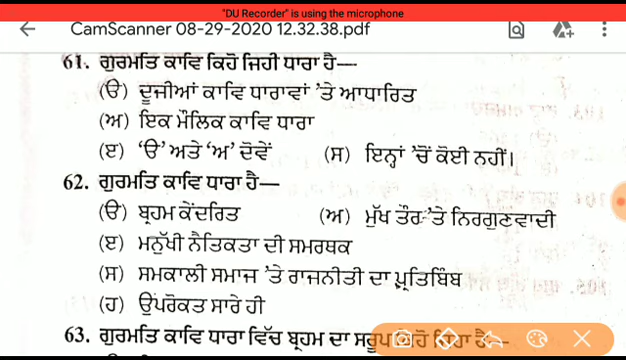 "DU Recorder" is using the microphone
CamScanner 08-29-2020 12.32.38.pdf
61. ਗੁਰਮਤਿ ਕਾਵਿ ਕਿਹੋ ਜਿਹੀ ਧਾਰਾ ਹੈ—
(ੳ) ਦੂਜੀਆਂ ਕਾਵਿ ਧਾਰਾਵਾਂ 'ਤੇ ਆਧਾਰਿਤ
(ਅ) ਇਕ ਮੌਲਿਕ ਕਾਵਿ ਧਾਰਾ
(ੲ) 'ੳ' ਅਤੇ 'ਅ' ਦੋਵੇਂ (ਸ) ਇਨ੍ਹਾਂ 'ਚੋਂ ਕੋਈ ਨਹੀਂ।
62. ਗੁਰਮਤਿ ਕਾਵਿ ਧਾਰਾ ਹੈ—
(ੳ) ਬ੍ਰਹਮ ਕੇਂਦਰਿਤ (ਅ) ਮੁੱਖ ਤੌਰ 'ਤੇ ਨਿਰਗੁਣਵਾਦੀ
(ੲ) ਮਨੁੱਖੀ ਨੈਤਿਕਤਾ ਦੀ ਸਮਰਥਕ
(ਸ) ਸਮਕਾਲੀ ਸਮਾਜ 'ਤੇ ਰਾਜਨੀਤੀ ਦਾ ਪ੍ਰਤਿਬਿੰਬ
(ਹ) ਉਪਰੋਕਤ ਸਾਰੇ ਹੀ
63. ਗੁਰਮਤਿ ਕਾਵਿ ਧਾਰਾ ਵਿੱਚ ਬ੍ਰਹਮ ਦਾ ਸਰੂਪ ਹੈ—